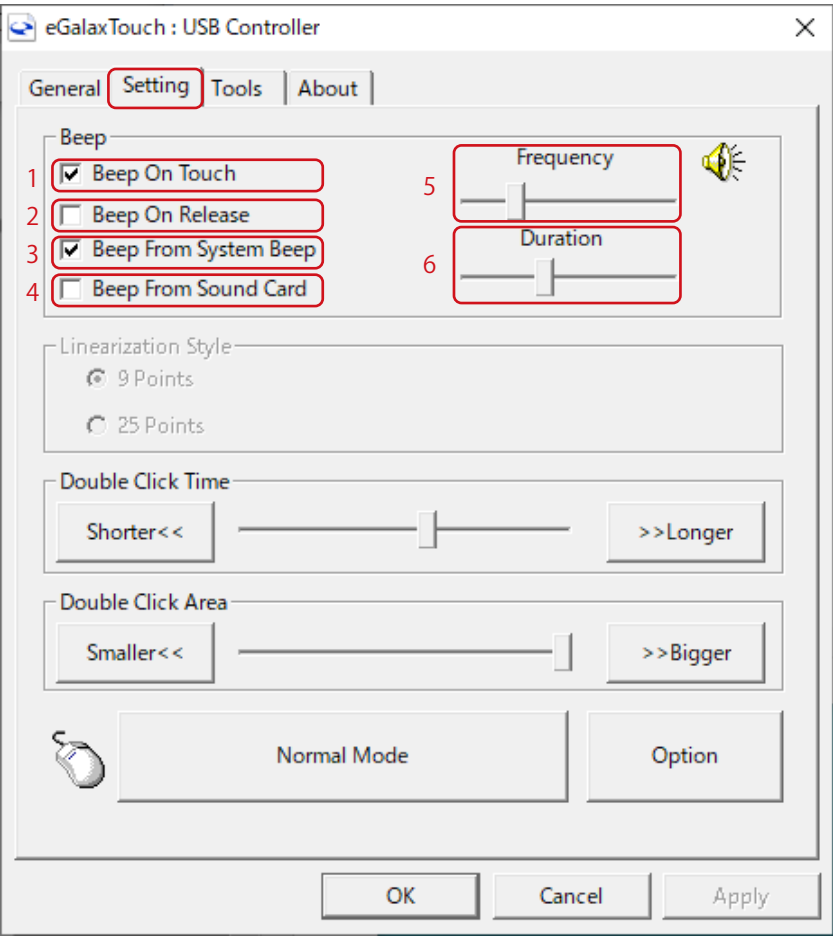 eGalaxTouch : USB Controller
General Setting Tools About
Beep
1 Beep On Touch
2 Beep On Release
3 Beep From System Beep
4 Beep From Sound Card
5 Frequency
6 Duration
Linearization Style
9 Points
25 Points
Double Click Time
Shorter<< >>Longer
Double Click Area
Smaller<< >>Bigger
Normal Mode Option
OK Cancel Apply